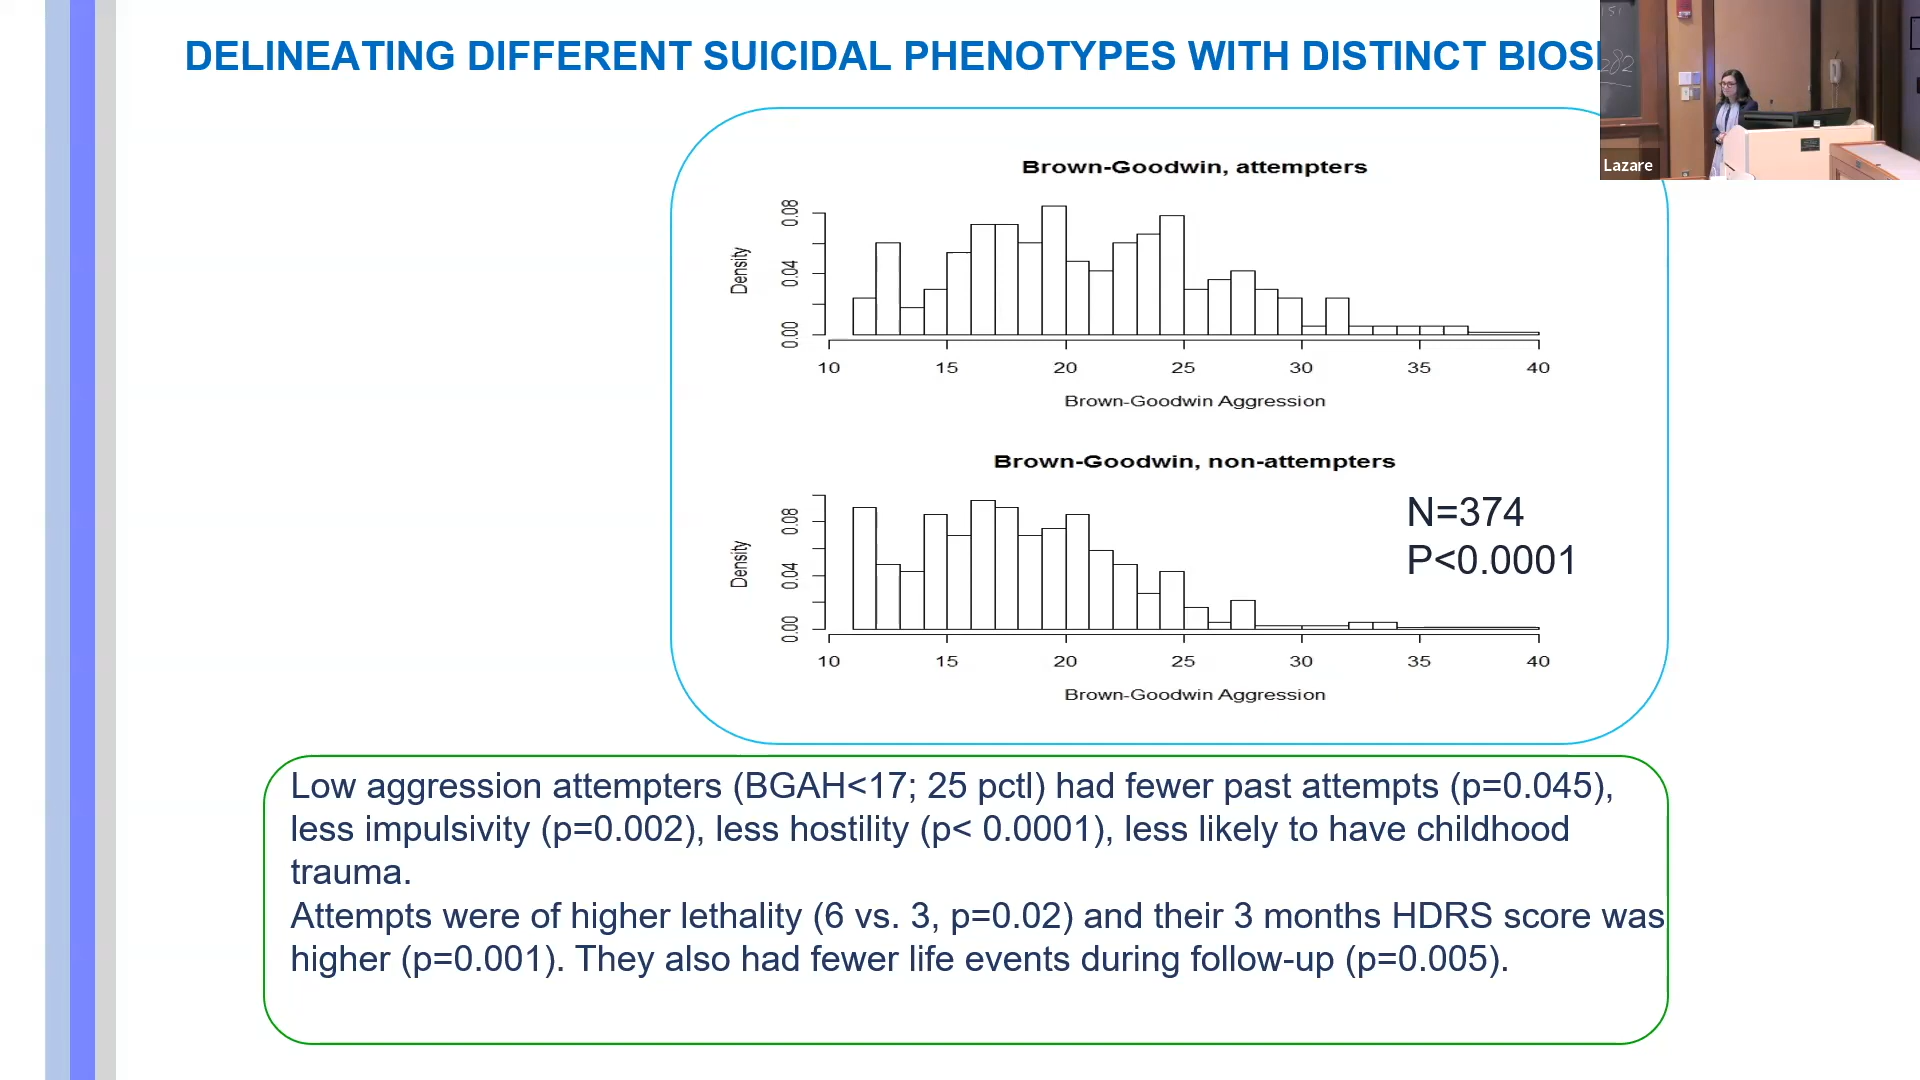 DELINEATING DIFFERENT SUICIDAL PHENOTYPES WITH DISTINCT
Lazare
Brown-Goodwin, attempters
Density
0.00 0.04 0.08
10 15 20 25 30 35 40
Brown-Goodwin Aggression
Brown-Goodwin, non-attempters
N=374
P<0.0001
Density
0.00 0.04 0.08
10 15 20 25 30 35 40
Brown-Goodwin Aggression
Low aggression attempters (BGAH<17; 25 pctl) had fewer past attempts (p=0.045),
less impulsivity (p=0.002), less hostility (p< 0.0001), less likely to have childhood
trauma.
Attempts were of higher lethality (6 vs. 3, p=0.02) and their 3 months HDRS score was
higher (p=0.001). They also had fewer life events during follow-up (p=0.005).